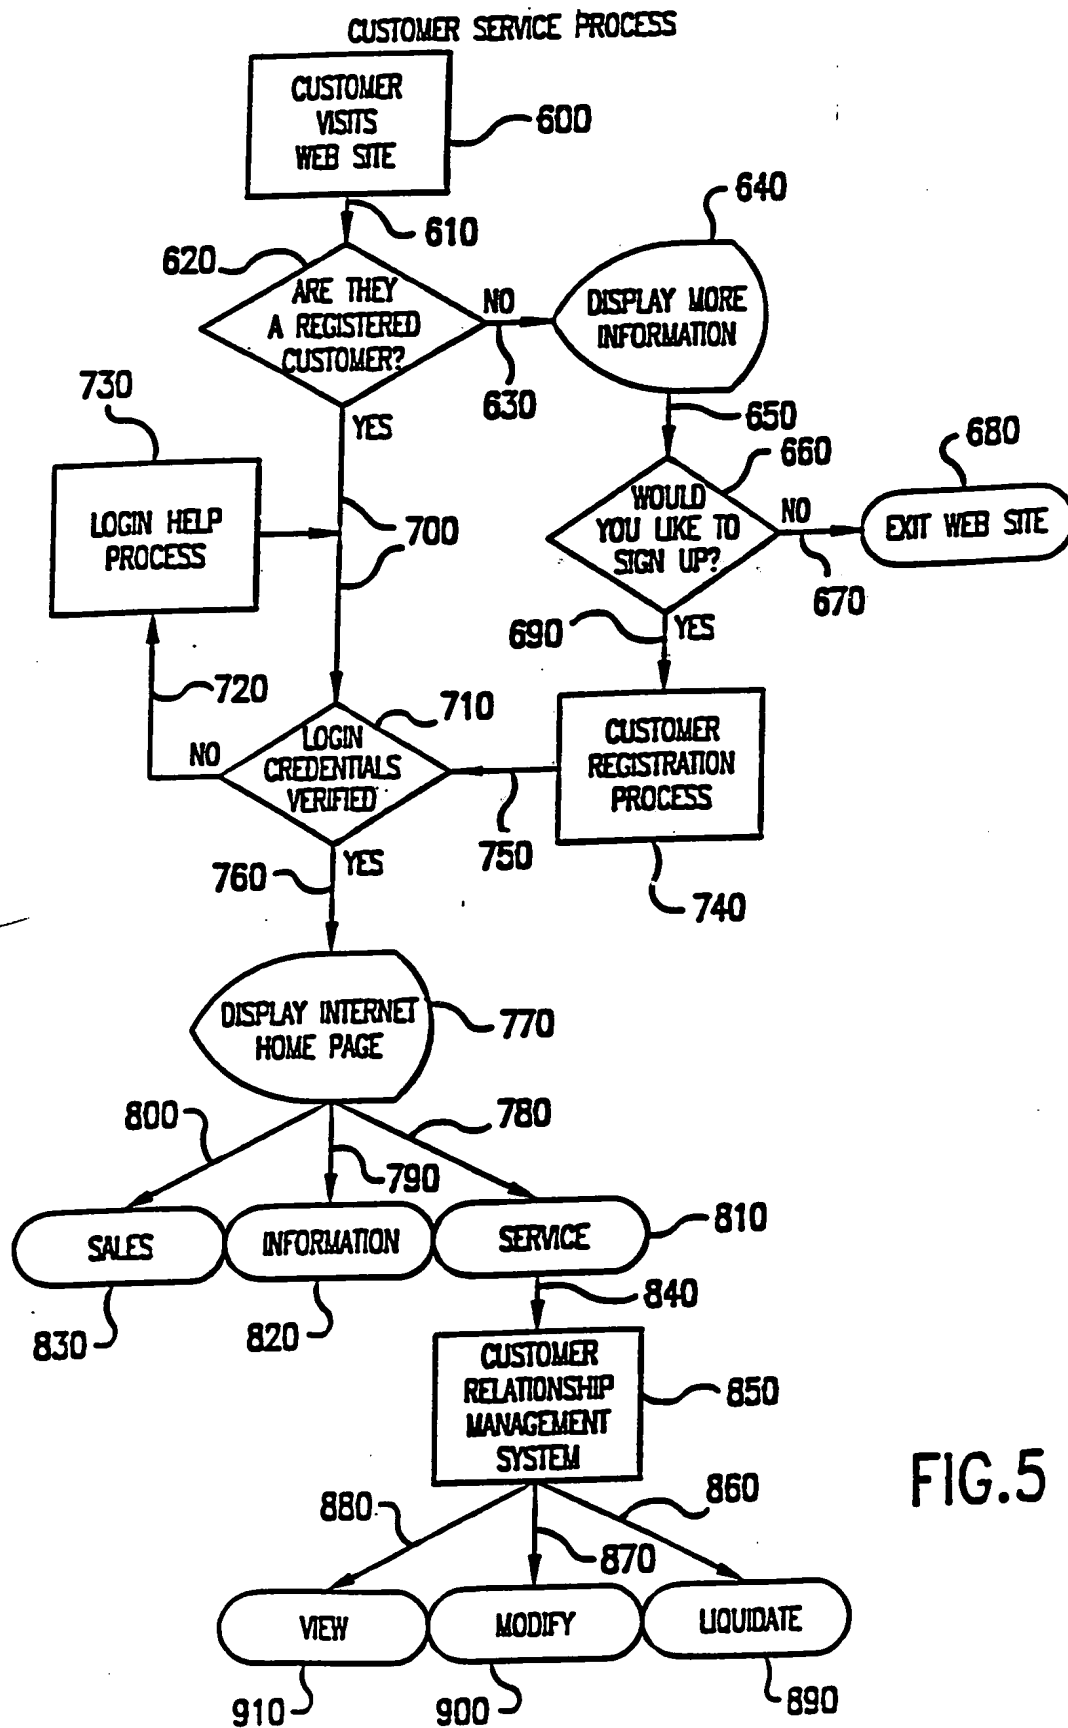 CUSTOMER SERVICE PROCESS
CUSTOMER
VISITS
WEB SITE
600
610
620
ARE THEY
A REGISTERED
CUSTOMER?
NO
630
640
DISPLAY MORE
INFORMATION
650
660
WOULD
YOU LIKE TO
SIGN UP?
NO
670
680
EXIT WEB SITE
YES
690
YES
700
700
730
LOGIN HELP
PROCESS
720
NO
710
LOGIN
CREDENTIALS
VERIFIED
CUSTOMER
REGISTRATION
PROCESS
740
750
760
YES
DISPLAY INTERNET
HOME PAGE
770
800
790
780
SALES
INFORMATION
SERVICE
810
830
820
840
CUSTOMER
RELATIONSHIP
MANAGEMENT
SYSTEM
850
880
870
860
VIEW
MODIFY
LIQUIDATE
910
900
890
FIG.5